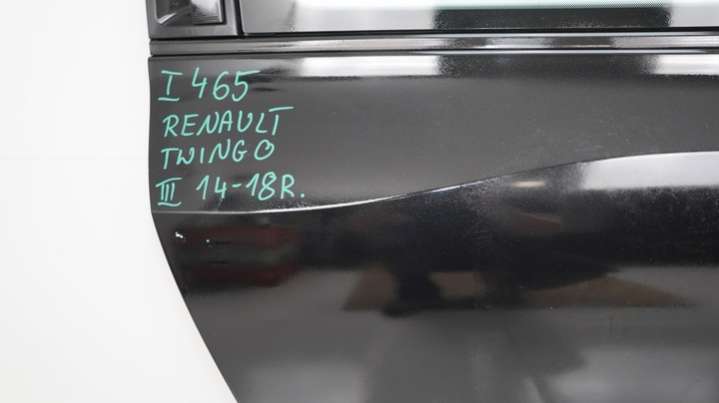 I 465
RENAULT
TWINGO
III 14-18R.